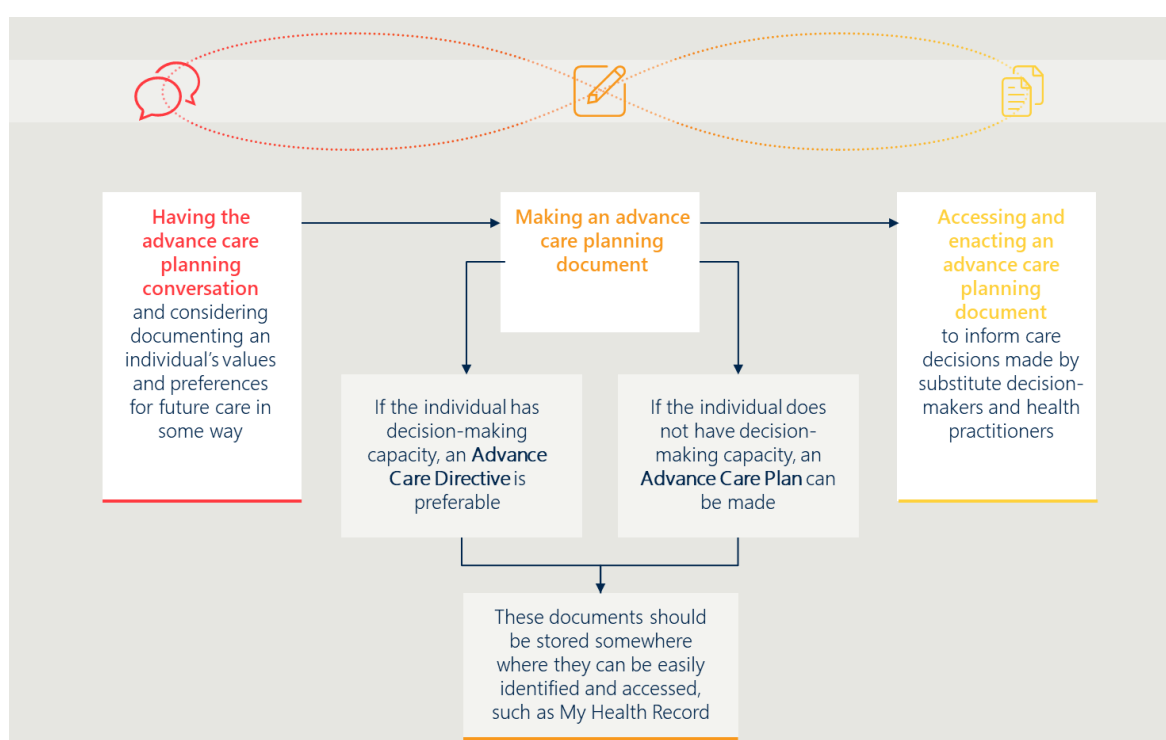 Having the
advance care
planning
conversation
and considering
documenting an
individual's values
and preferences
for future care in
some way
Making an advance
care planning
document
If the individual has
decision-making
capacity, an Advance
Care Directive is
preferable
If the individual does
not have decision-
making capacity, an
Advance Care Plan can
be made
These documents should
be stored somewhere
where they can be easily
identified and accessed,
such as My Health Record
Accessing and
enacting an
advance care
planning
document
to inform care
decisions made by
substitute decision-
makers and health
practitioners